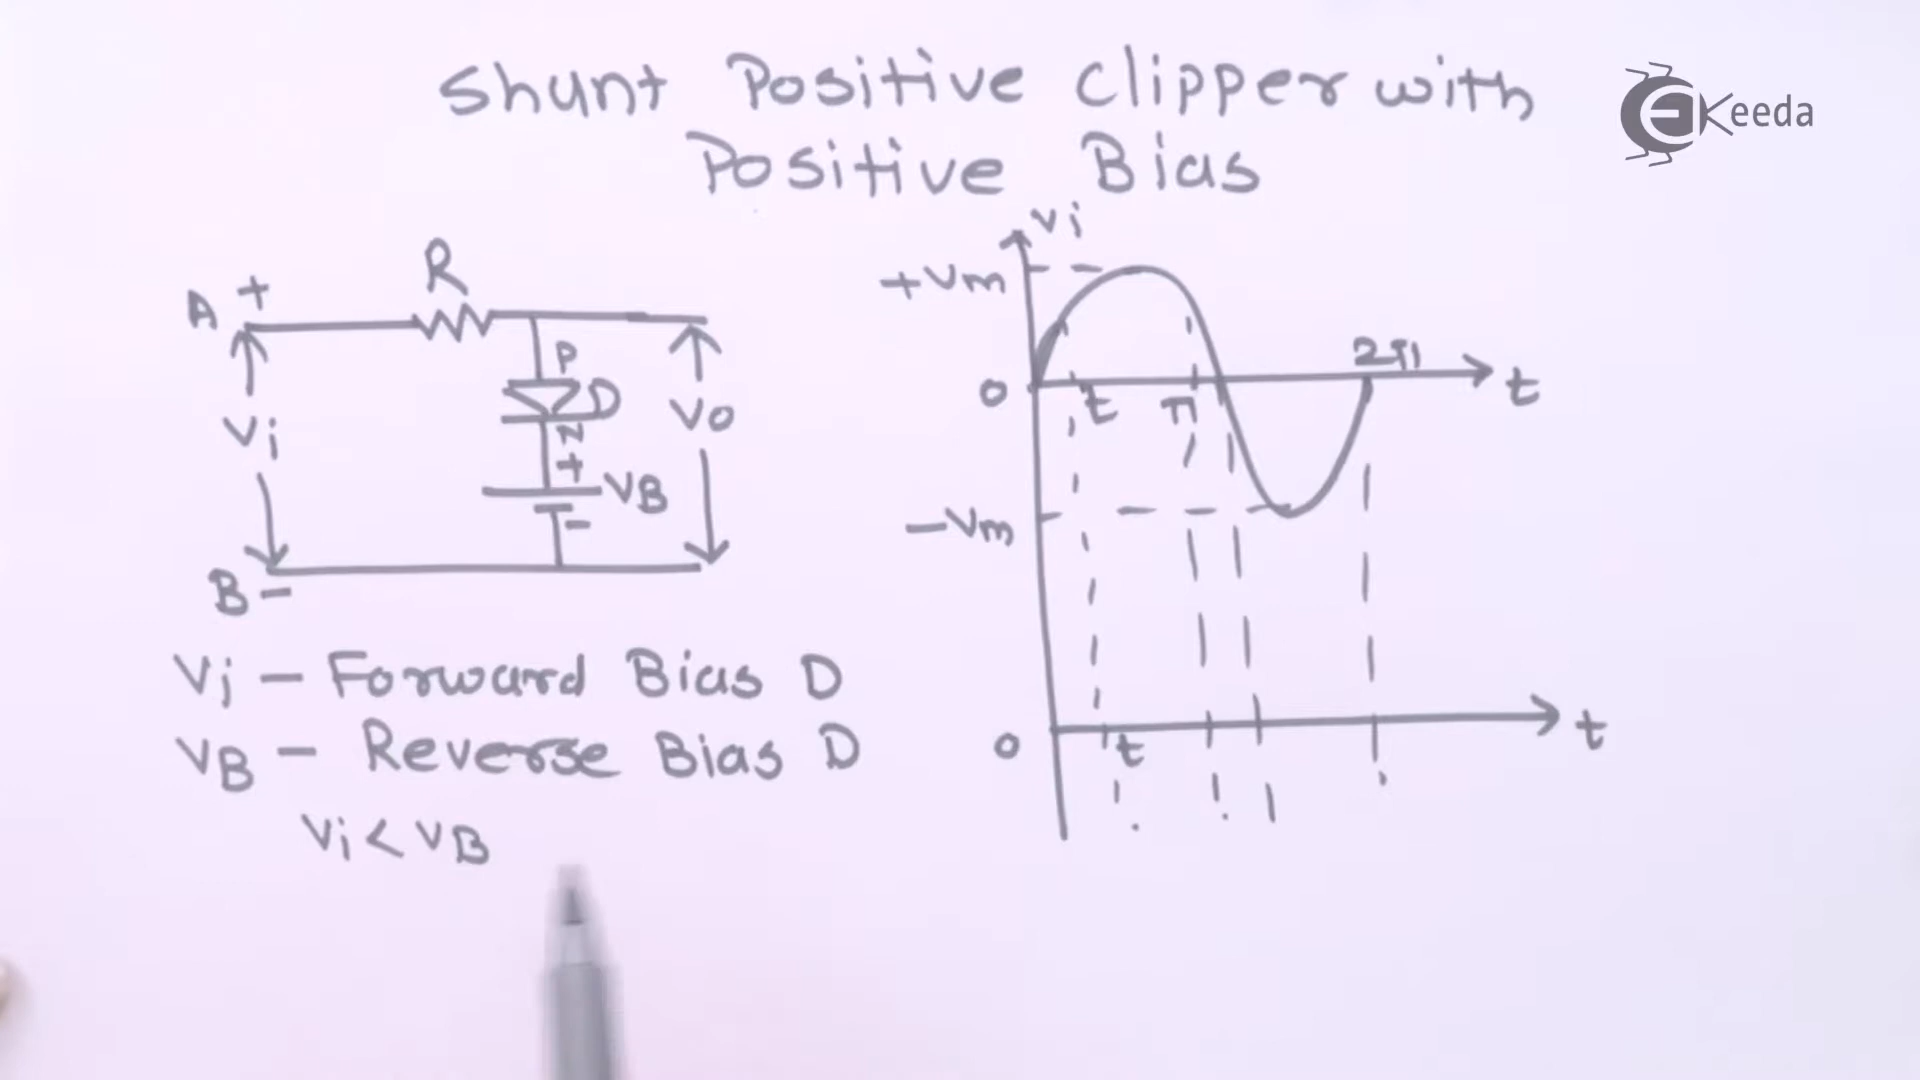 Shunt Positive Clipper with
Positive Bias
EKeeda
A +
R
P
D
N
+
VB
-
Vi
Vo
B -
Vi - Forward Bias D
VB - Reverse Bias D
Vi < VB
Vi
+Vm
0
t
π
2π
t
-Vm
0
t
t